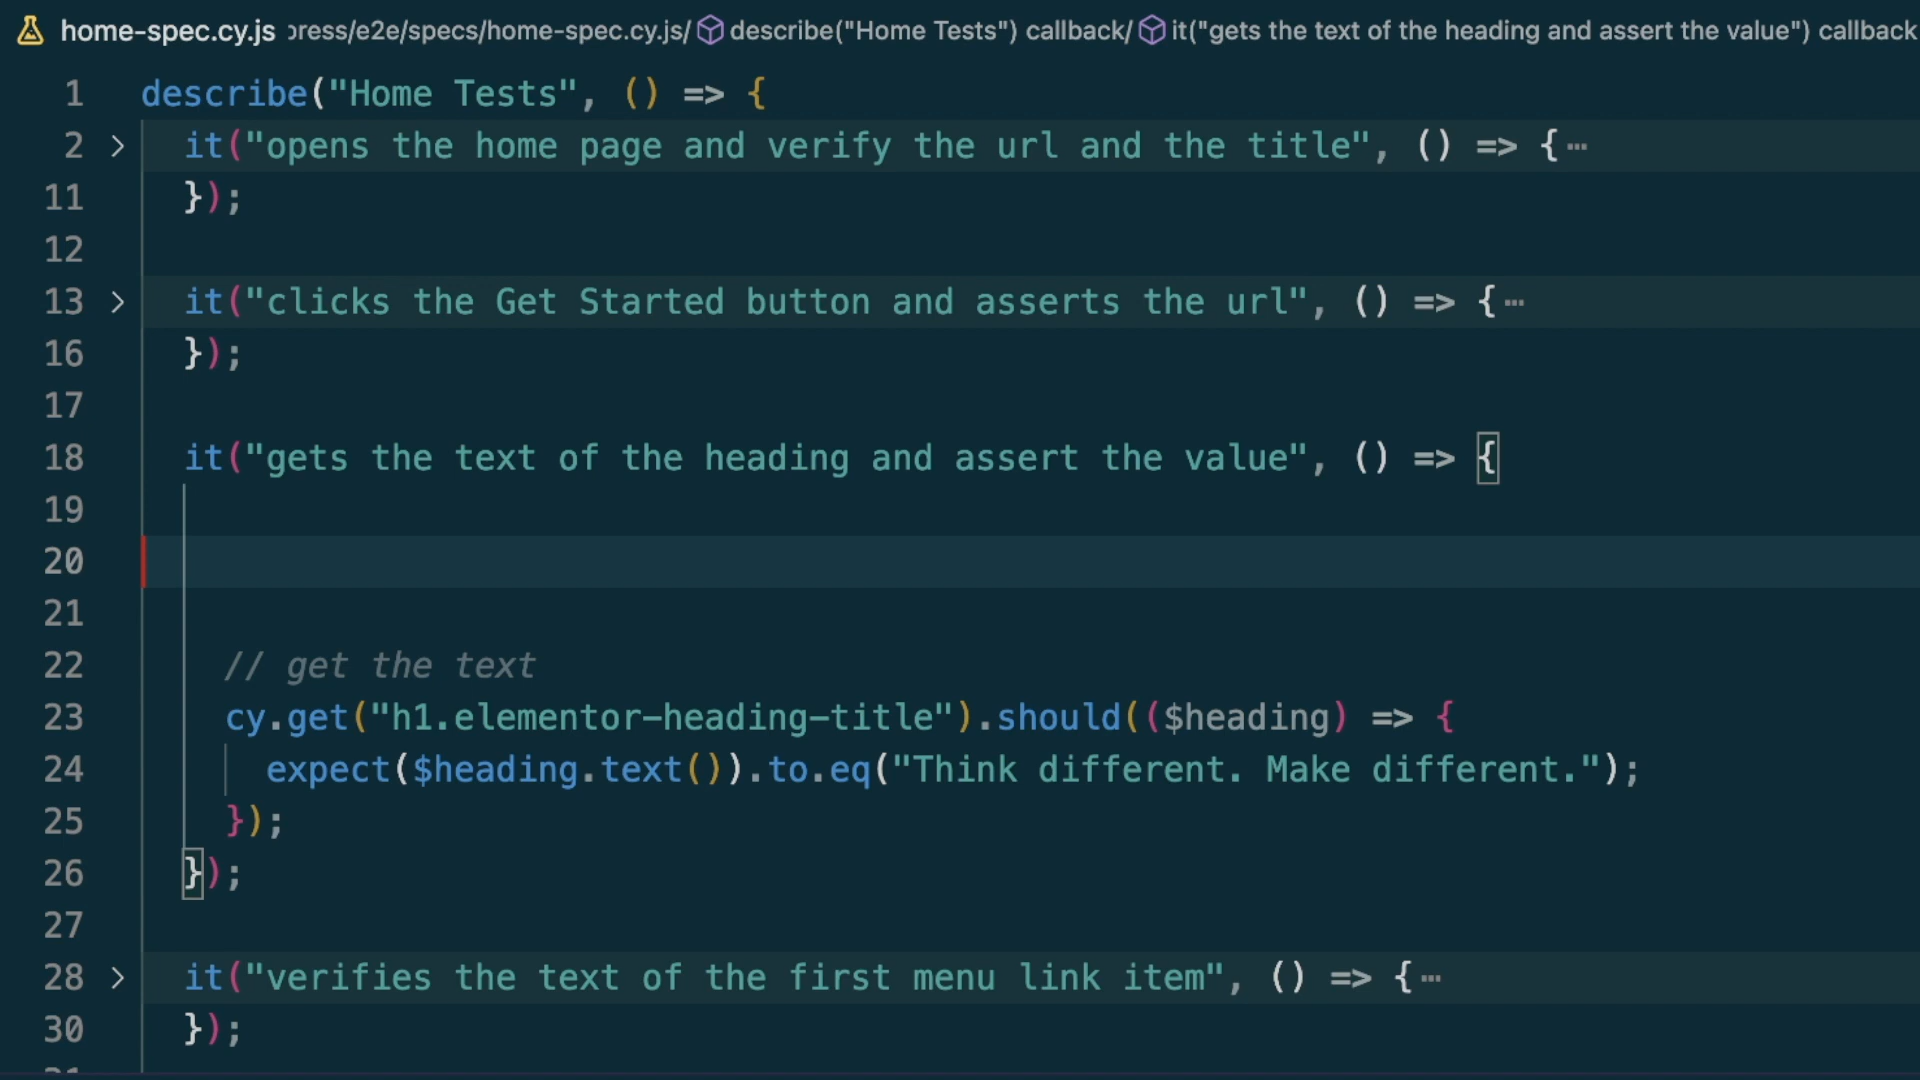 home-spec.cy.js press/e2e/specs/home-spec.cy.js/ describe("Home Tests") callback/ it("gets the text of the heading and assert the value") callback
1 describe("Home Tests", () => {
2 > it("opens the home page and verify the url and the title", () => {…
11 });
12
13 > it("clicks the Get Started button and asserts the url", () => {…
16 });
17
18 it("gets the text of the heading and assert the value", () => {
19
20
21
22 // get the text
23 cy.get("h1.elementor-heading-title").should(($heading) => {
24 expect($heading.text()).to.eq("Think different. Make different.");
25 });
26 });
27
28 > it("verifies the text of the first menu link item", () => {…
30 });
31